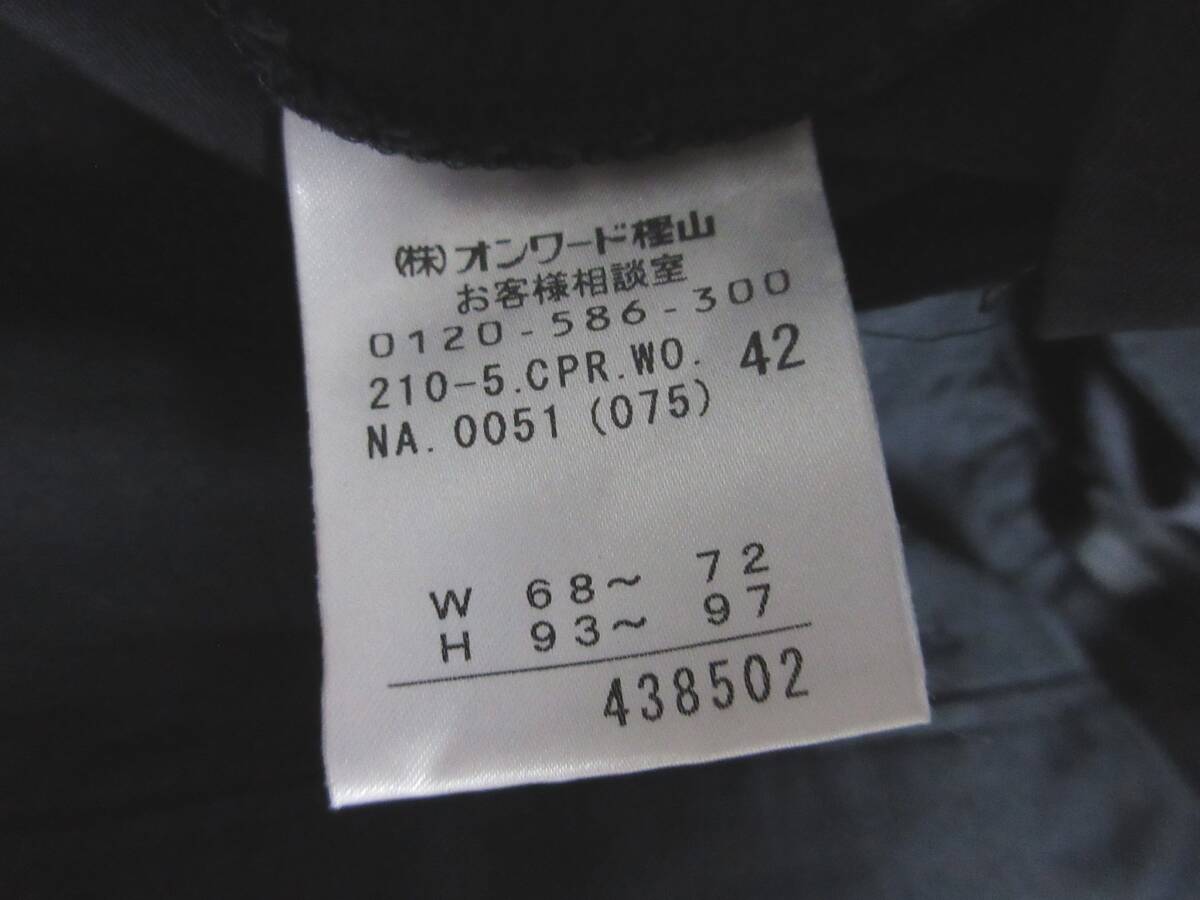 (株)オンワード樫山
お客様相談室
0120-586-300
210-5.CPR.WO. 42
NA. 0051 (075)
W 68～ 72
H 93～ 97
438502